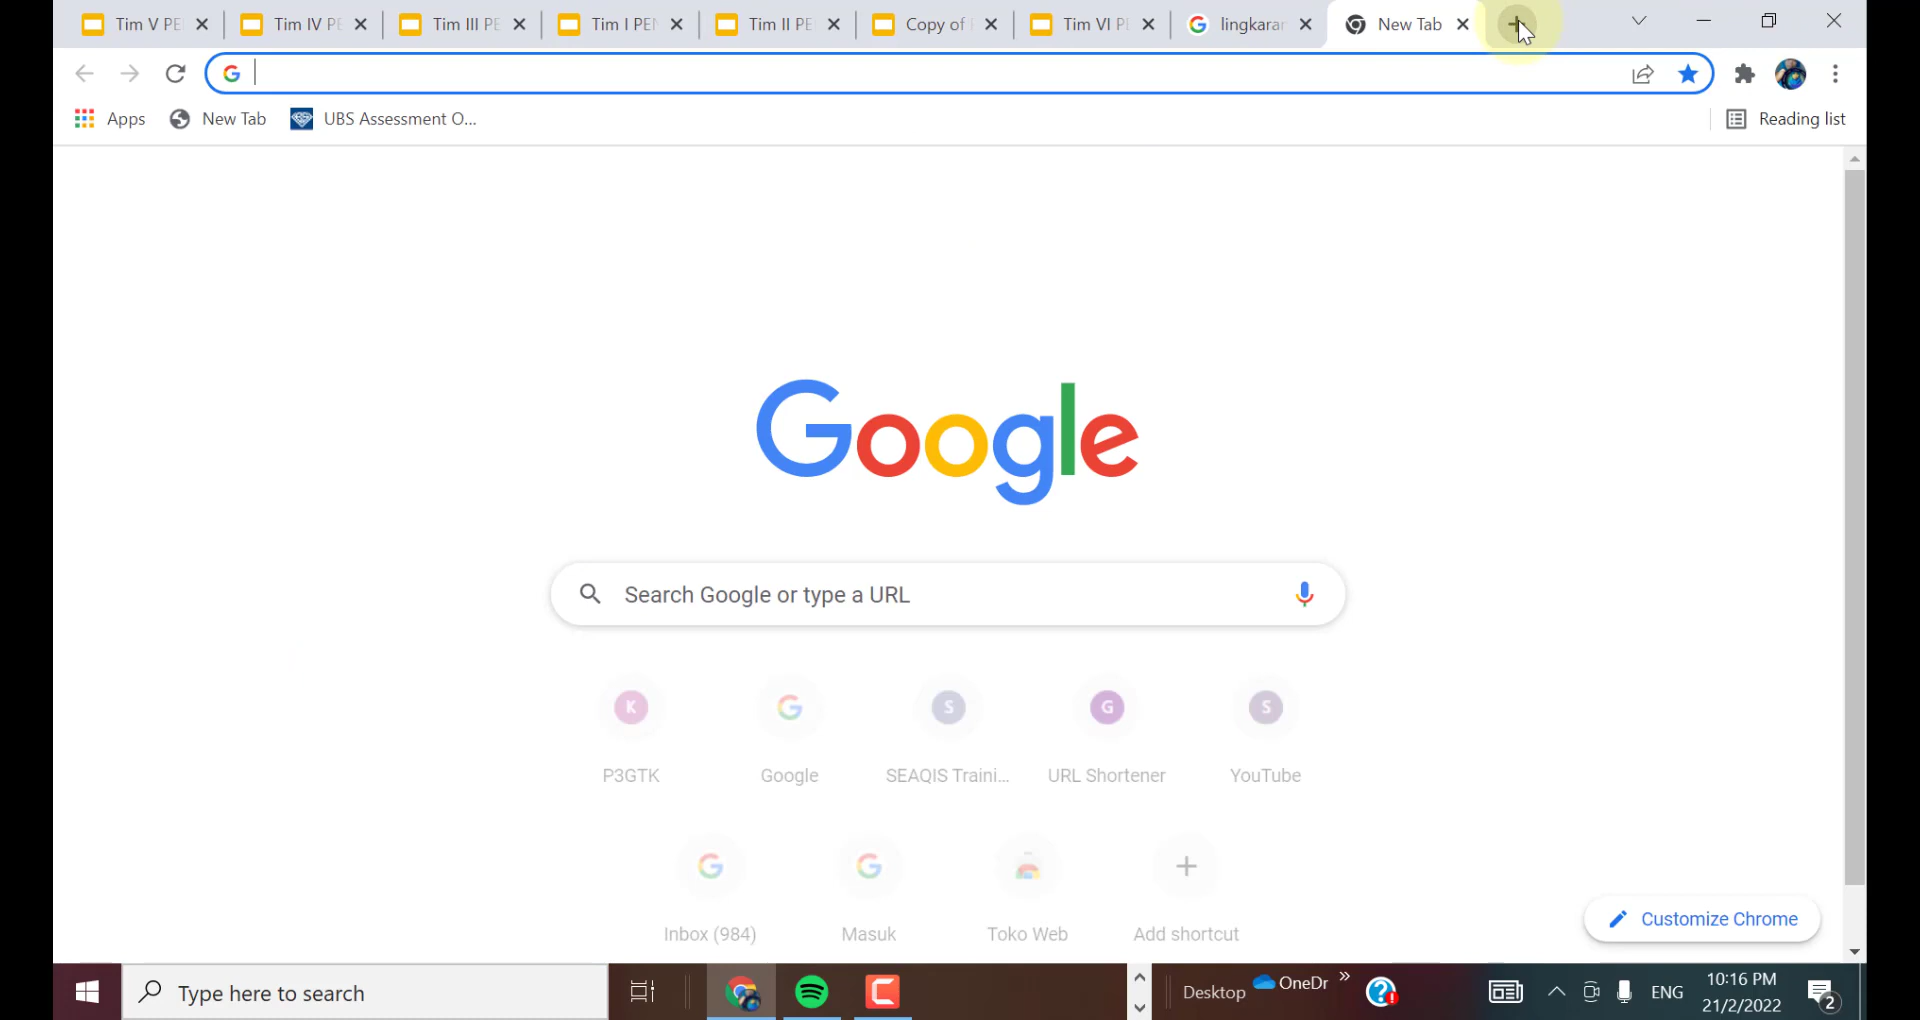 Tim V PE
Tim IV PE
Tim III PE
Tim I PEN
Tim II PE
Copy of
Tim VI PE
lingkaran
New Tab
Apps
New Tab
UBS Assessment O...
Reading list
Google
Search Google or type a URL
K
S
G
S
P3GTK
Google
SEAQIS Traini...
URL Shortener
YouTube
Inbox (984)
Masuk
Toko Web
Add shortcut
Customize Chrome
Type here to search
Desktop
OneDr
ENG
10:16 PM
21/2/2022
2